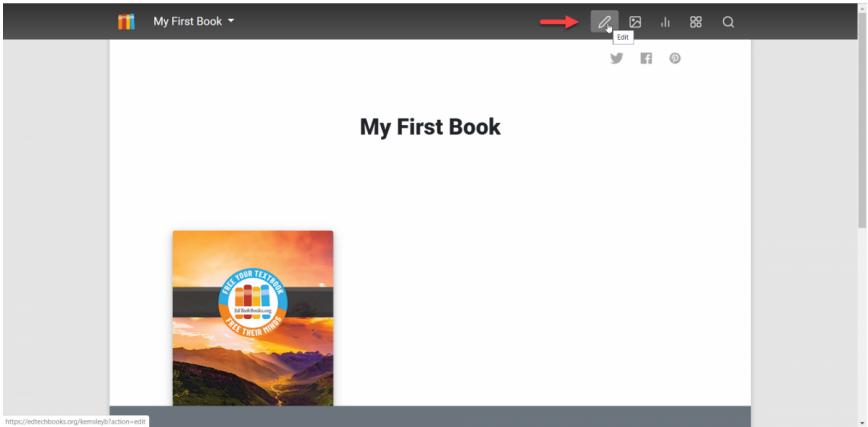 My First Book
Edit
My First Book
FREE YOUR TEXTBOOK
EdTechBooks.org
FREE THEIR MINDS
https://edtechbooks.org/kemsleyb?action=edit